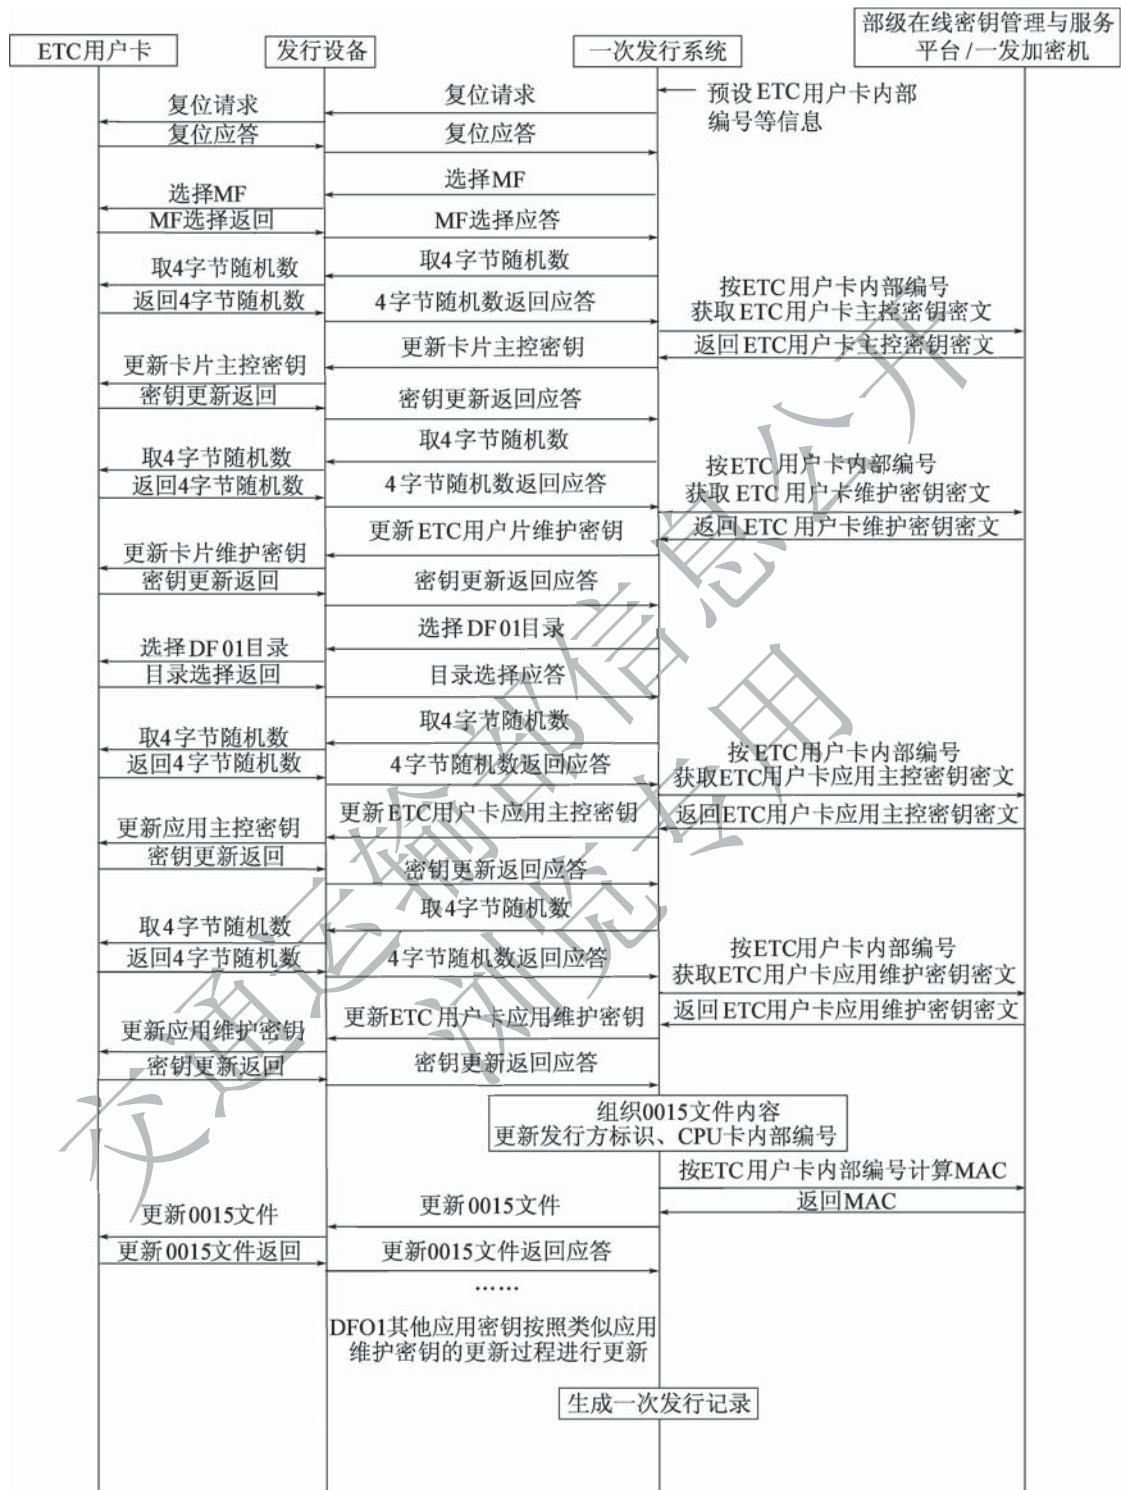 ETC用户卡
发行设备
一次发行系统
部级在线密钥管理与服务
平台/一发加密机
预设ETC用户卡内部
编号等信息
复位请求
复位请求
复位应答
复位应答
选择MF
选择MF
MF选择返回
MF选择应答
取4字节随机数
取4字节随机数
返回4字节随机数
4字节随机数返回应答
按ETC用户卡内部编号
获取ETC用户卡主控密钥密文
返回ETC用户卡主控密钥密文
更新卡片主控密钥
更新卡片主控密钥
密钥更新返回
密钥更新返回应答
取4字节随机数
取4字节随机数
返回4字节随机数
4字节随机数返回应答
按ETC用户卡内部编号
获取ETC用户卡维护密钥密文
返回ETC用户卡维护密钥密文
更新ETC用户片维护密钥
更新卡片维护密钥
密钥更新返回
密钥更新返回应答
选择DF01目录
选择DF01目录
目录选择返回
目录选择应答
取4字节随机数
取4字节随机数
返回4字节随机数
4字节随机数返回应答
按ETC用户卡内部编号
获取ETC用户卡应用主控密钥密文
返回ETC用户卡应用主控密钥密文
更新ETC用户卡应用主控密钥
更新应用主控密钥
密钥更新返回
密钥更新返回应答
取4字节随机数
取4字节随机数
返回4字节随机数
4字节随机数返回应答
按ETC用户卡内部编号
获取ETC用户卡应用维护密钥密文
返回ETC用户卡应用维护密钥密文
更新ETC用户卡应用维护密钥
更新应用维护密钥
密钥更新返回
密钥更新返回应答
组织0015文件内容
更新发行方标识、CPU卡内部编号
按ETC用户卡内部编号计算MAC
返回MAC
更新0015文件
更新0015文件
更新0015文件返回
更新0015文件返回应答
……
DFO1其他应用密钥按照类似应用
维护密钥的更新过程进行更新
生成一次发行记录
交通运输部信息公开
浏览专用